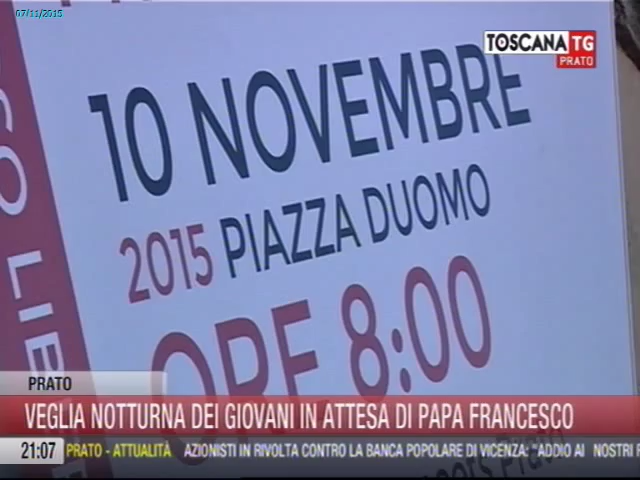 07/11/2015
TOSCANA TG
PRATO
10 NOVEMBRE
2015 PIAZZA DUOMO
ORE 8:00
PRATO
VEGLIA NOTTURNA DEI GIOVANI IN ATTESA DI PAPA FRANCESCO
21:07 PRATO - ATTUALITÀ AZIONISTI IN RIVOLTA CONTRO LA BANCA POPOLARE DI VICENZA: "ADDIO AI NOSTRI